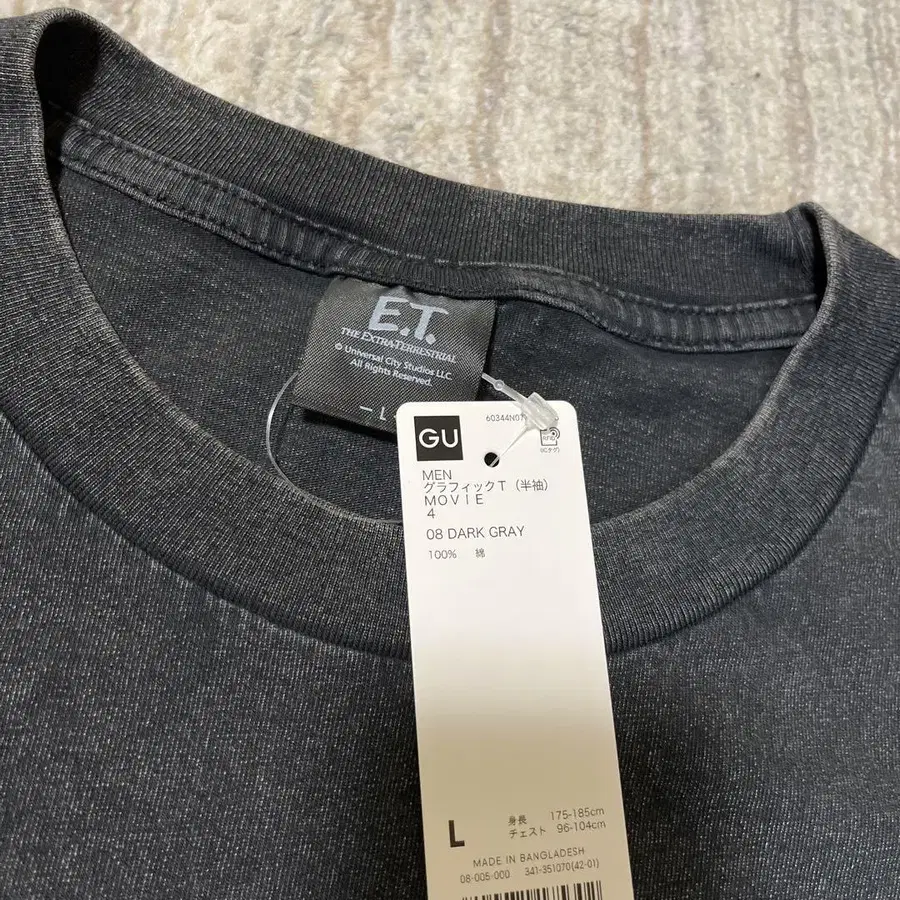 E.T.
THE EXTRA-TERRESTRIAL
© Universal City Studios LLC.
All Rights Reserved.
GU
MEN
グラフィックT（半袖）
MOVIE
4
08 DARK GRAY
100% 綿
L
身長 175-185cm
チェスト 96-104cm
MADE IN BANGLADESH
08-005-000 341-351070(42-01)